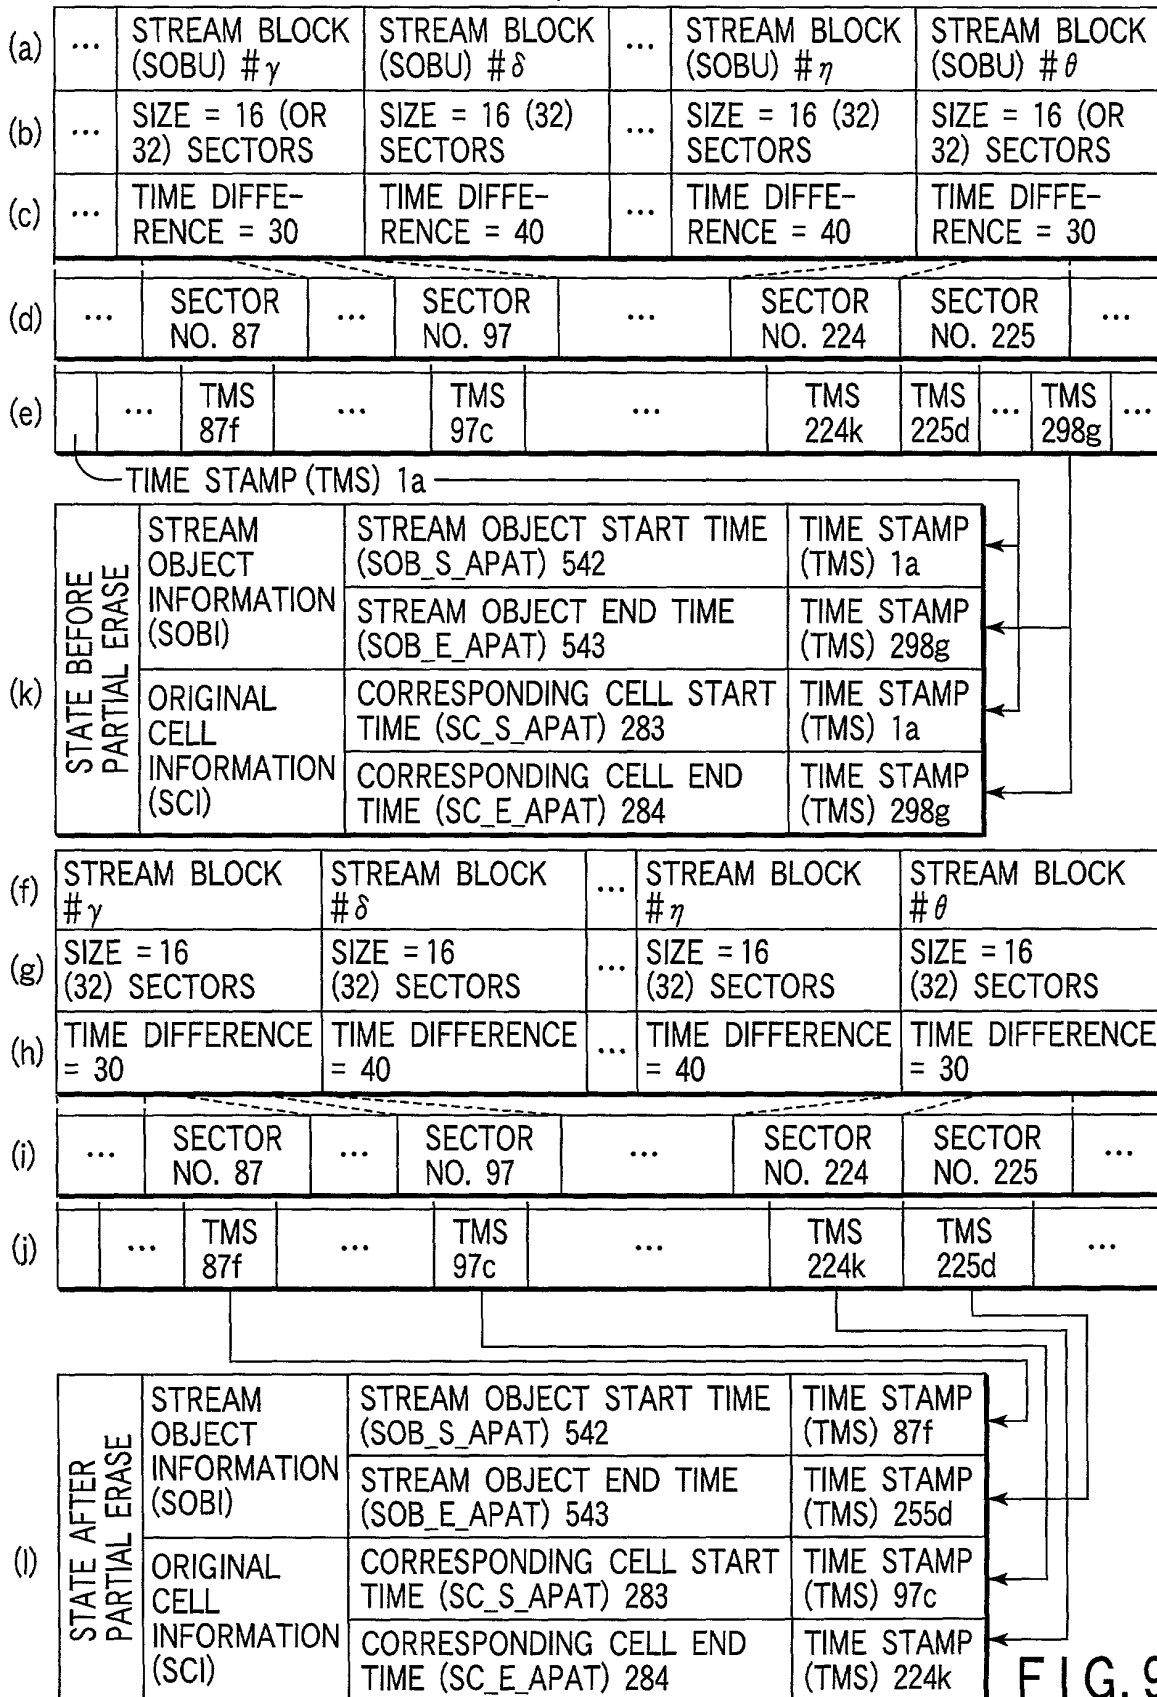 (a) ... STREAM BLOCK (SOBU) #γ STREAM BLOCK (SOBU) #δ ... STREAM BLOCK (SOBU) #η STREAM BLOCK (SOBU) #θ
(b) ... SIZE = 16 (OR 32) SECTORS SIZE = 16 (32) SECTORS ... SIZE = 16 (32) SECTORS SIZE = 16 (OR 32) SECTORS
(c) ... TIME DIFFE-RENCE = 30 TIME DIFFE-RENCE = 40 ... TIME DIFFE-RENCE = 40 TIME DIFFE-RENCE = 30
(d) ... SECTOR NO. 87 ... SECTOR NO. 97 ... SECTOR NO. 224 SECTOR NO. 225 ...
(e) ... TMS 87f ... TMS 97c ... TMS 224k TMS 225d ... TMS 298g ...
TIME STAMP (TMS) 1a
(k) STATE BEFORE PARTIAL ERASE
STREAM OBJECT INFORMATION (SOBI)
STREAM OBJECT START TIME (SOB_S_APAT) 542 TIME STAMP (TMS) 1a
STREAM OBJECT END TIME (SOB_E_APAT) 543 TIME STAMP (TMS) 298g
ORIGINAL CELL INFORMATION (SCI)
CORRESPONDING CELL START TIME (SC_S_APAT) 283 TIME STAMP (TMS) 1a
CORRESPONDING CELL END TIME (SC_E_APAT) 284 TIME STAMP (TMS) 298g
(f) STREAM BLOCK #γ STREAM BLOCK #δ ... STREAM BLOCK #η STREAM BLOCK #θ
(g) SIZE = 16 (32) SECTORS SIZE = 16 (32) SECTORS ... SIZE = 16 (32) SECTORS SIZE = 16 (32) SECTORS
(h) TIME DIFFERENCE = 30 TIME DIFFERENCE = 40 ... TIME DIFFERENCE = 40 TIME DIFFERENCE = 30
(i) ... SECTOR NO. 87 ... SECTOR NO. 97 ... SECTOR NO. 224 SECTOR NO. 225 ...
(j) ... TMS 87f ... TMS 97c ... TMS 224k TMS 225d ...
(l) STATE AFTER PARTIAL ERASE
STREAM OBJECT INFORMATION (SOBI)
STREAM OBJECT START TIME (SOB_S_APAT) 542 TIME STAMP (TMS) 87f
STREAM OBJECT END TIME (SOB_E_APAT) 543 TIME STAMP (TMS) 255d
ORIGINAL CELL INFORMATION (SCI)
CORRESPONDING CELL START TIME (SC_S_APAT) 283 TIME STAMP (TMS) 97c
CORRESPONDING CELL END TIME (SC_E_APAT) 284 TIME STAMP (TMS) 224k
FIG. 9